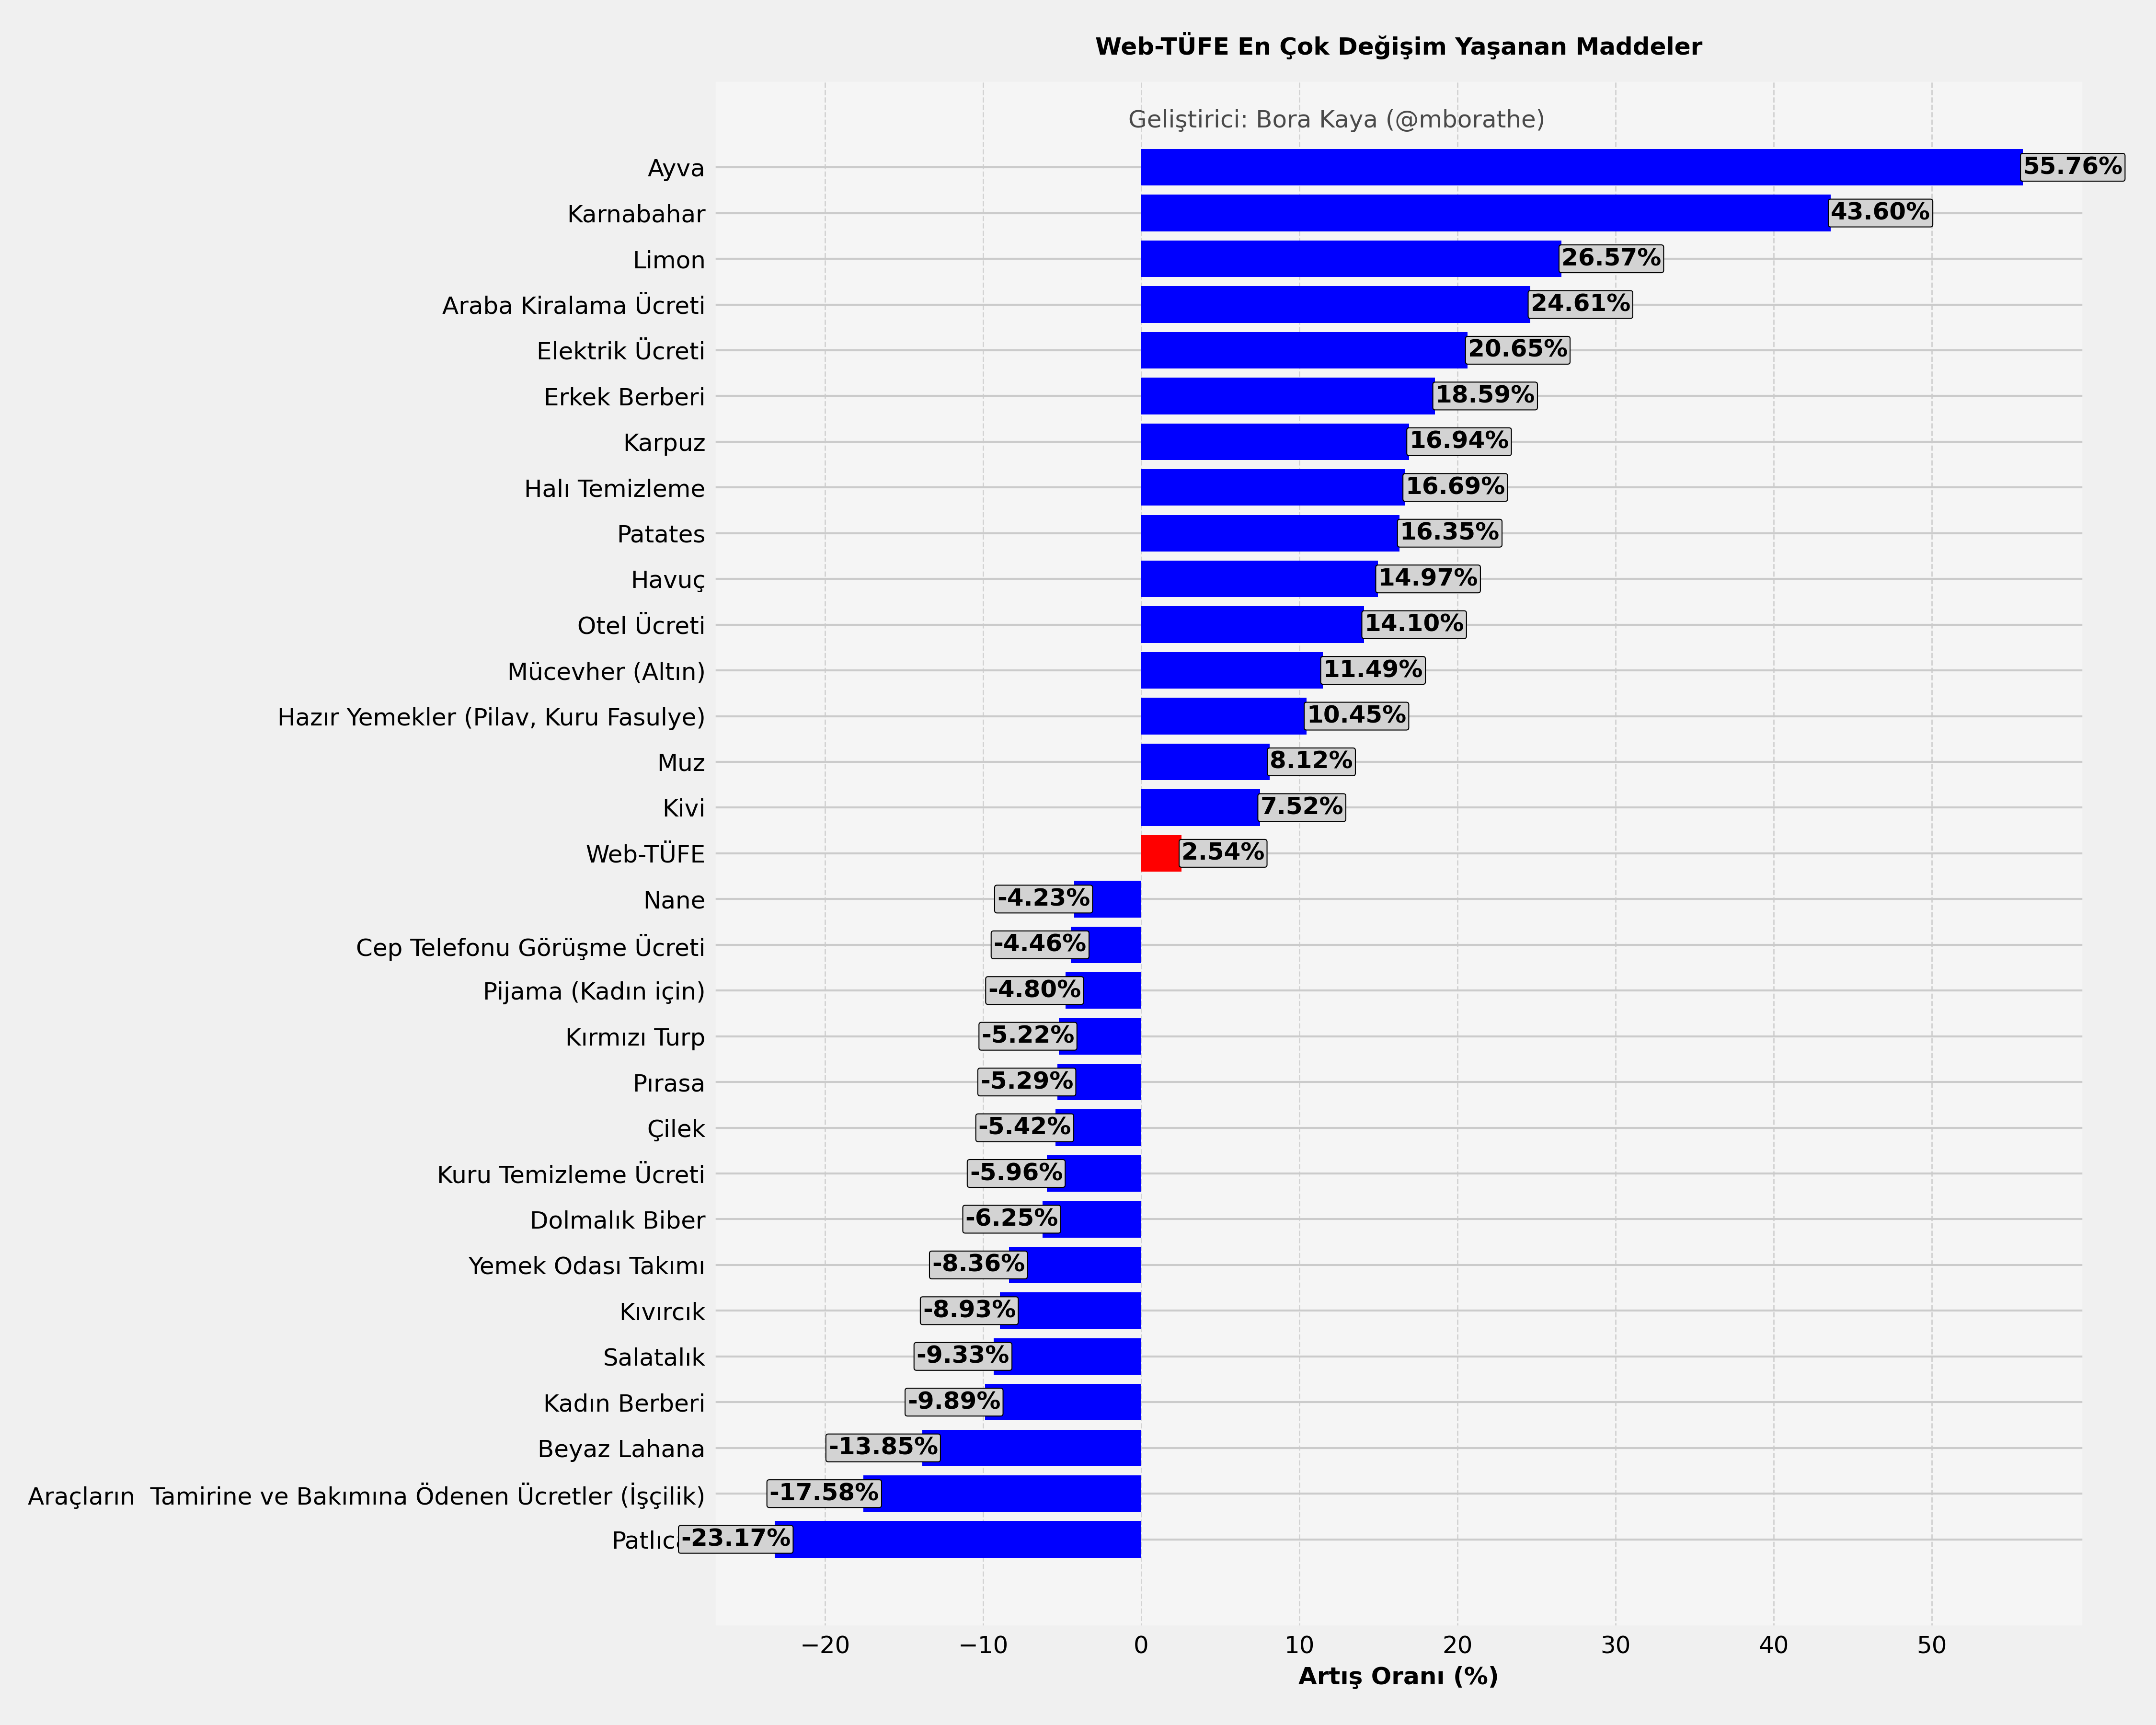 Web-TÜFE En Çok Değişim Yaşanan Maddeler
Geliştirici: Bora Kaya (@mborathe)
Ayva 55.76%
Karnabahar 43.60%
Limon 26.57%
Araba Kiralama Ücreti 24.61%
Elektrik Ücreti 20.65%
Erkek Berberi 18.59%
Karpuz 16.94%
Halı Temizleme 16.69%
Patates 16.35%
Havuç 14.97%
Otel Ücreti 14.10%
Mücevher (Altın) 11.49%
Hazır Yemekler (Pilav, Kuru Fasulye) 10.45%
Muz 8.12%
Kivi 7.52%
Web-TÜFE 2.54%
Nane -4.23%
Cep Telefonu Görüşme Ücreti -4.46%
Pijama (Kadın için) -4.80%
Kırmızı Turp -5.22%
Pırasa -5.29%
Çilek -5.42%
Kuru Temizleme Ücreti -5.96%
Dolmalık Biber -6.25%
Yemek Odası Takımı -8.36%
Kıvırcık -8.93%
Salatalık -9.33%
Kadın Berberi -9.89%
Beyaz Lahana -13.85%
Araçların  Tamirine ve Bakımına Ödenen Ücretler (İşçilik) -17.58%
-23.17%
−20 −10 0 10 20 30 40 50
Artış Oranı (%)